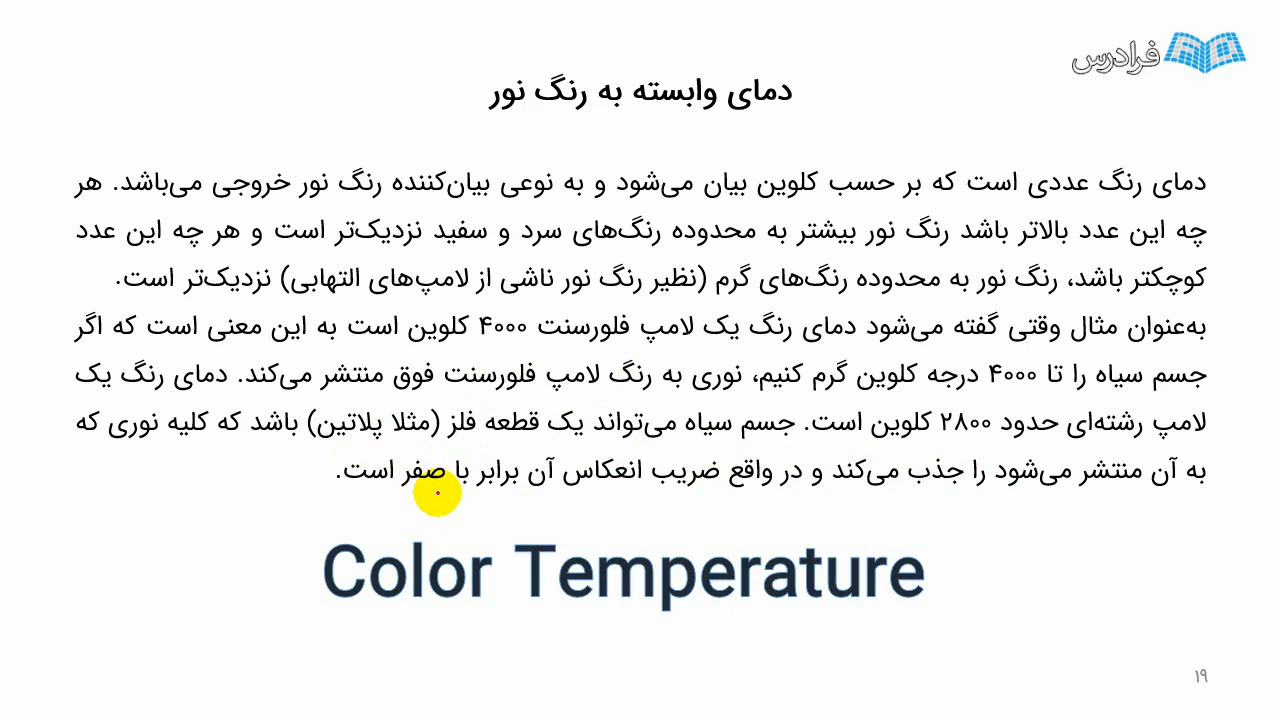 فرادرس
دمای وابسته به رنگ نور
دمای رنگ عددی است که بر حسب کلوین بیان می‌شود و به نوعی بیان‌کننده رنگ نور خروجی می‌باشد. هر
چه این عدد بالاتر باشد رنگ نور بیشتر به محدوده رنگ‌های سرد و سفید نزدیک‌تر است و هر چه این عدد
کوچکتر باشد، رنگ نور به محدوده رنگ‌های گرم (نظیر رنگ نور ناشی از لامپ‌های التهابی) نزدیک‌تر است.
به‌عنوان مثال وقتی گفته می‌شود دمای رنگ یک لامپ فلورسنت ۴۰۰۰ کلوین است به این معنی است که اگر
جسم سیاه را تا ۴۰۰۰ درجه کلوین گرم کنیم، نوری به رنگ لامپ فلورسنت فوق منتشر می‌کند. دمای رنگ یک
لامپ رشته‌ای حدود ۲۸۰۰ کلوین است. جسم سیاه می‌تواند یک قطعه فلز (مثلا پلاتین) باشد که کلیه نوری که
به آن منتشر می‌شود را جذب می‌کند و در واقع ضریب انعکاس آن برابر با صفر است.
Color Temperature
۱۹